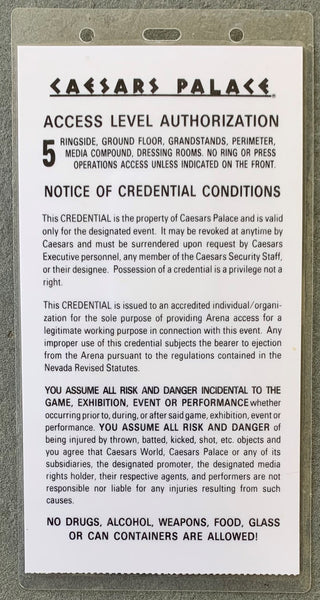 CAESARS PALACE®
ACCESS LEVEL AUTHORIZATION
5 RINGSIDE, GROUND FLOOR, GRANDSTANDS, PERIMETER,
MEDIA COMPOUND, DRESSING ROOMS. NO RING OR PRESS
OPERATIONS ACCESS UNLESS INDICATED ON THE FRONT.
NOTICE OF CREDENTIAL CONDITIONS
This CREDENTIAL is the property of Caesars Palace and is valid
only for the designated event. It may be revoked at anytime by
Caesars and must be surrendered upon request by Caesars
Executive personnel, any member of the Caesars Security Staff,
or their designee. Possession of a credential is a privilege not a
right.
This CREDENTIAL is issued to an accredited individual/organi-
zation for the sole purpose of providing Arena access for a
legitimate working purpose in connection with this event. Any
improper use of this credential subjects the bearer to ejection
from the Arena pursuant to the regulations contained in the
Nevada Revised Statutes.
YOU ASSUME ALL RISK AND DANGER INCIDENTAL TO THE
GAME, EXHIBITION, EVENT OR PERFORMANCE whether
occurring prior to, during, or after said game, exhibition, event or
performance. YOU ASSUME ALL RISK AND DANGER of
being injured by thrown, batted, kicked, shot, etc. objects and
you agree that Caesars World, Caesars Palace or any of its
subsidiaries, the designated promoter, the designated media
rights holder, their respective agents, and performers are not
responsible nor liable for any injuries resulting from such
causes.
NO DRUGS, ALCOHOL, WEAPONS, FOOD, GLASS
OR CAN CONTAINERS ARE ALLOWED!